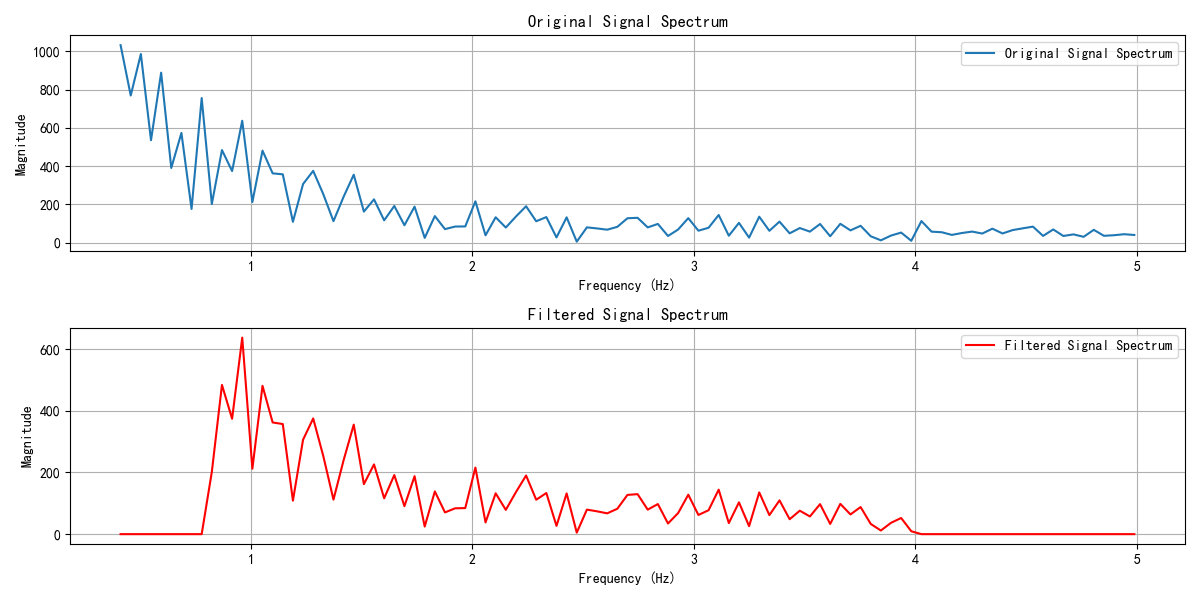 Original Signal Spectrum
Original Signal Spectrum
Magnitude
1000
800
600
400
200
0
1
2
3
4
5
Frequency (Hz)
Filtered Signal Spectrum
Filtered Signal Spectrum
Magnitude
600
400
200
0
1
2
3
4
5
Frequency (Hz)